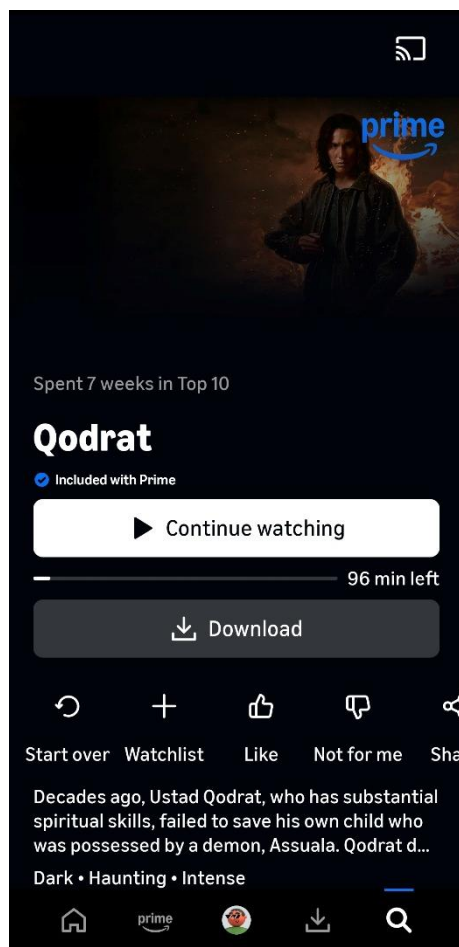 prime
Spent 7 weeks in Top 10
Qodrat
Included with Prime
Continue watching
96 min left
Download
Start over Watchlist Like Not for me Sha
Decades ago, Ustad Qodrat, who has substantial
spiritual skills, failed to save his own child who
was possessed by a demon, Assuala. Qodrat d...
Dark • Haunting • Intense
prime